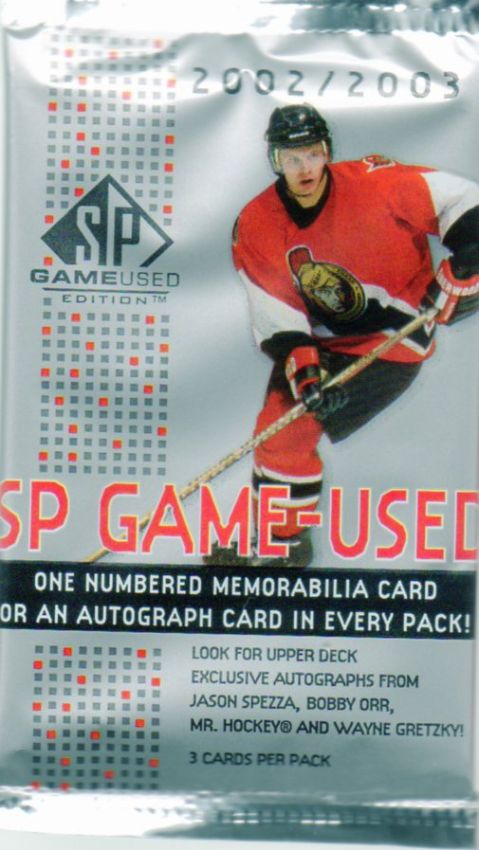 2002/2003
SP
GAMEUSED
EDITION™
SP GAME-USED
ONE NUMBERED MEMORABILIA CARD
OR AN AUTOGRAPH CARD IN EVERY PACK!
LOOK FOR UPPER DECK
EXCLUSIVE AUTOGRAPHS FROM
JASON SPEZZA, BOBBY ORR,
MR. HOCKEY® AND WAYNE GRETZKY!
3 CARDS PER PACK